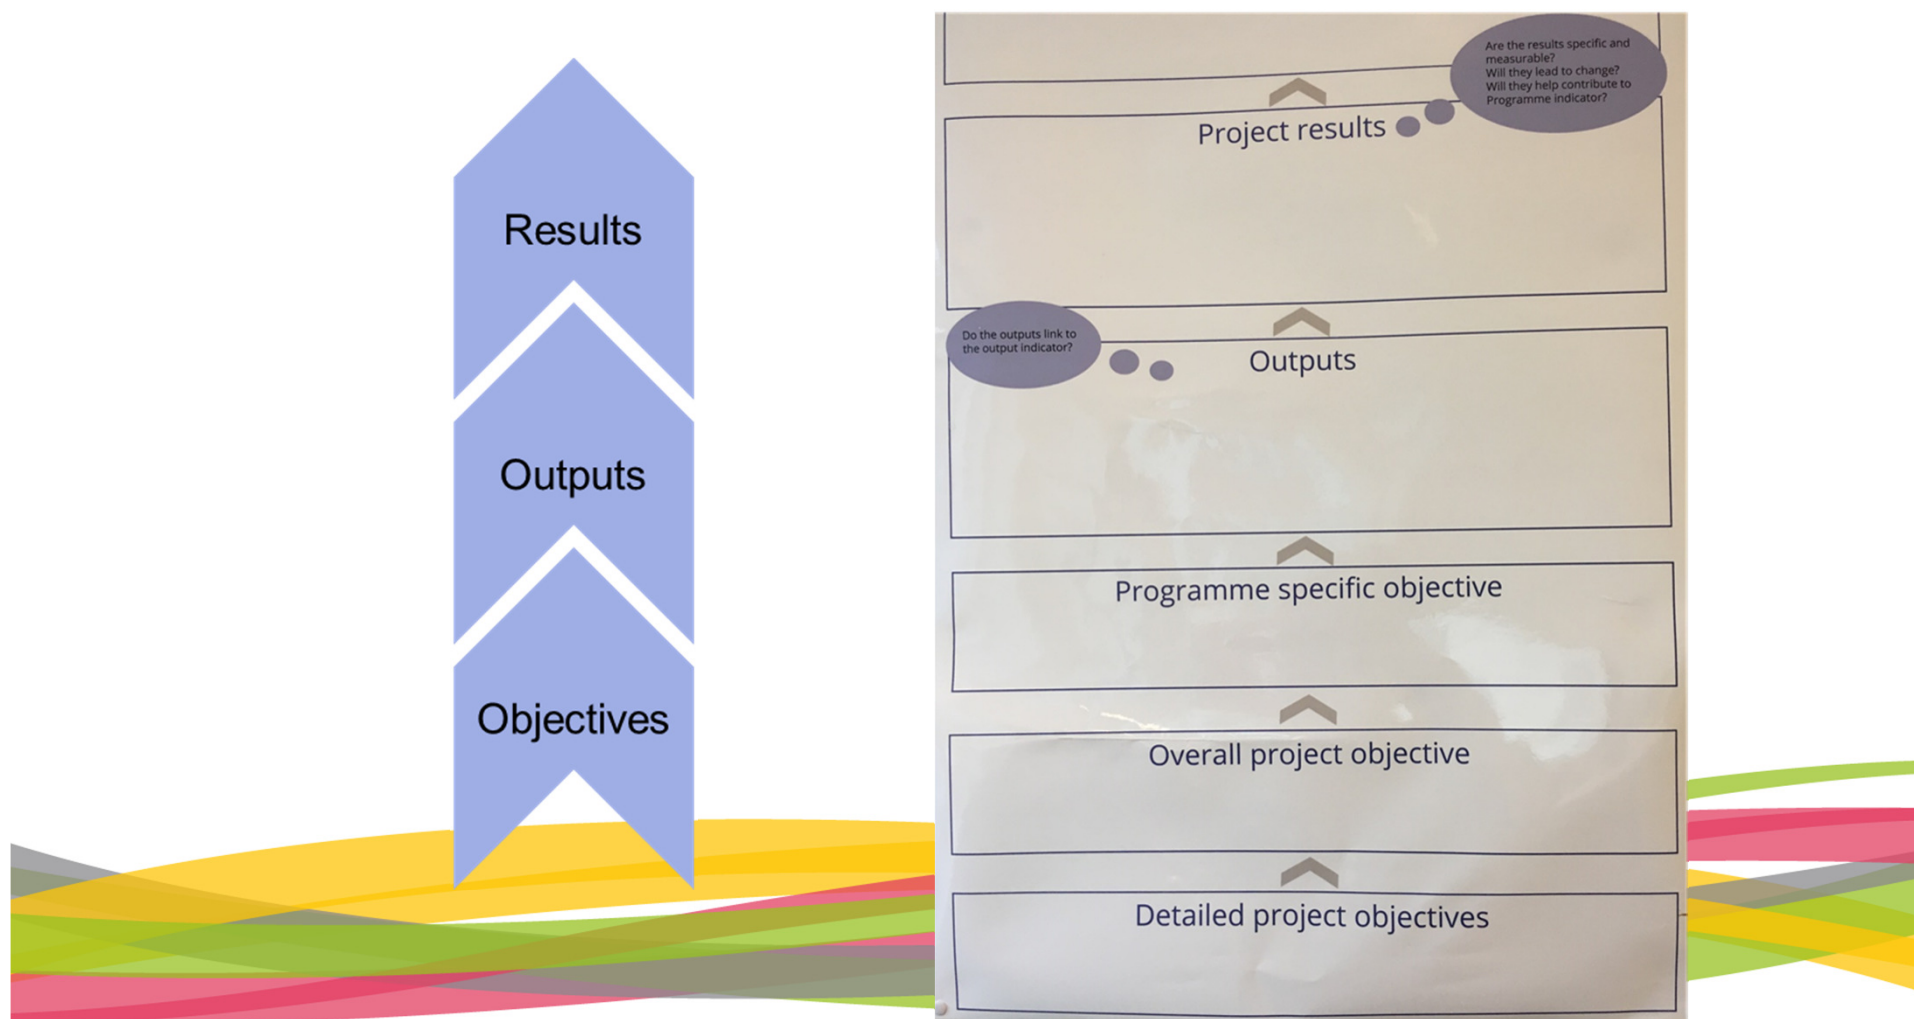 Results
Outputs
Objectives
Are the results specific and
measurable?
Will they lead to change?
Will they help contribute to
Programme indicator?
Project results
Do the outputs link to
the output indicator?
Outputs
Programme specific objective
Overall project objective
Detailed project objectives